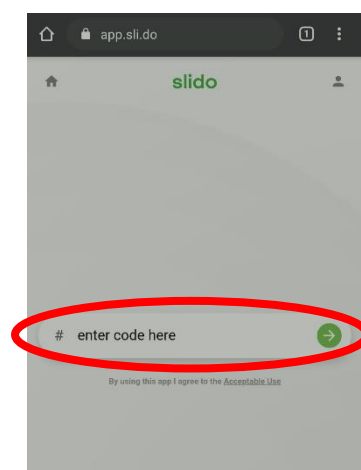 app.sli.do 1
slido
# enter code here
By using this app I agree to the Acceptable Use